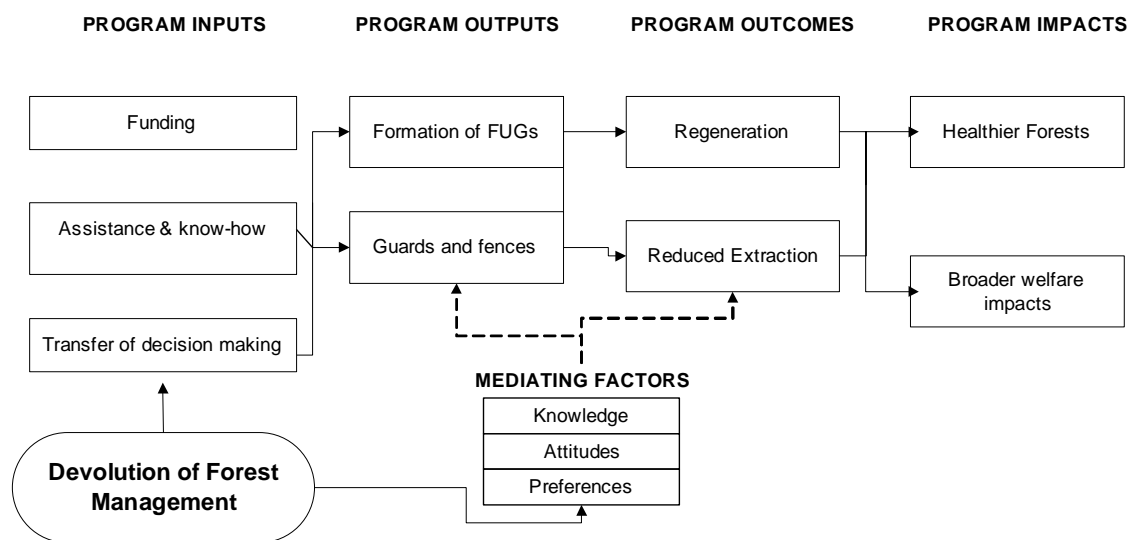 PROGRAM INPUTS
PROGRAM OUTPUTS
PROGRAM OUTCOMES
PROGRAM IMPACTS
Funding
Formation of FUGs
Regeneration
Healthier Forests
Assistance & know-how
Guards and fences
Reduced Extraction
Broader welfare
impacts
Transfer of decision making
MEDIATING FACTORS
Knowledge
Attitudes
Preferences
Devolution of Forest
Management